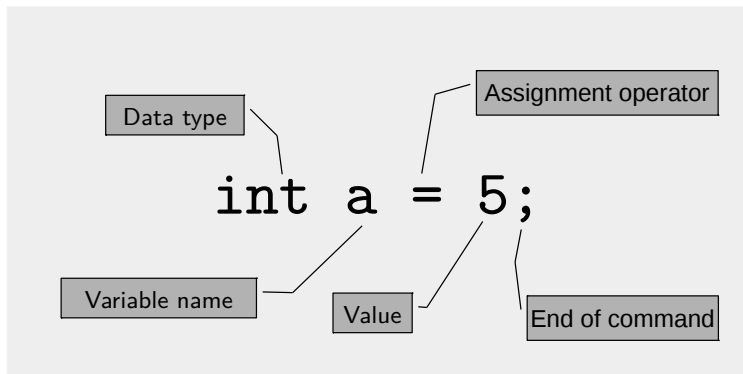 Assignment operator
Data type
int a = 5;
Variable name
Value
End of command